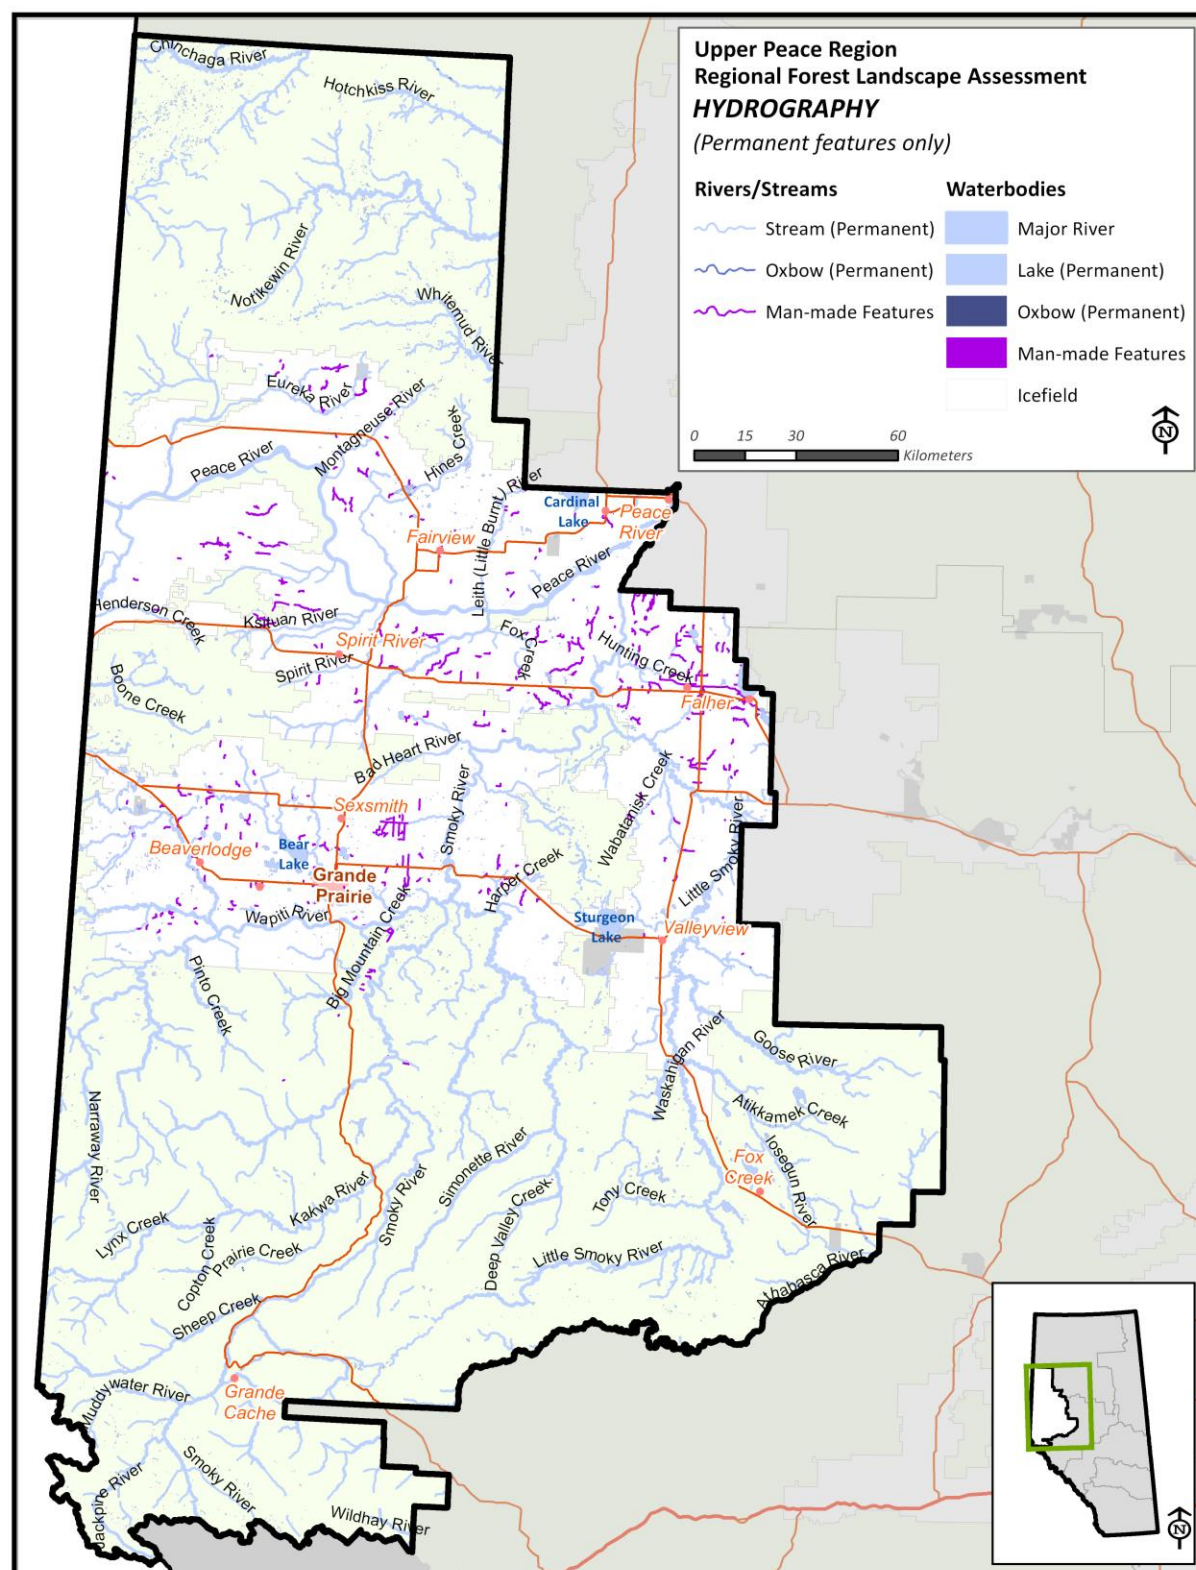 Upper Peace Region
Regional Forest Landscape Assessment
HYDROGRAPHY
(Permanent features only)
Rivers/Streams
Stream (Permanent)
Oxbow (Permanent)
Man-made Features
Waterbodies
Major River
Lake (Permanent)
Oxbow (Permanent)
Man-made Features
Icefield
0 15 30 60
Kilometers
N
Chinchaga River
Hotchkiss River
Notikewin River
Whitemud River
Eureka River
Montagneuse River
Hines Creek
Peace River
Leith (Little Burnt) River
Cardinal
Lake
Peace
River
Fairview
Peace River
Henderson Creek
Ksituan River
Spirit River
Spirit River
Fox Creek
Hunting Creek
Falher
Boone Creek
Bad Heart River
Sexsmith
Smoky River
Wabatanisk Creek
Little Smoky River
Beaverlodge
Bear
Lake
Grande
Prairie
Harper Creek
Wapiti River
Big Mountain Creek
Sturgeon
Lake
Valleyview
Pinto Creek
Waskahigan River
Goose River
Atikkamek Creek
Iosegun River
Fox
Creek
Narraway River
Simonette River
Tony Creek
Kakwa River
Smoky River
Deep Valley Creek
Lynx Creek
Copton Creek
Prairie Creek
Little Smoky River
Athabasca River
Sheep Creek
Muddywater River
Grande
Cache
Jackpine River
Smoky River
Wildhay River
N